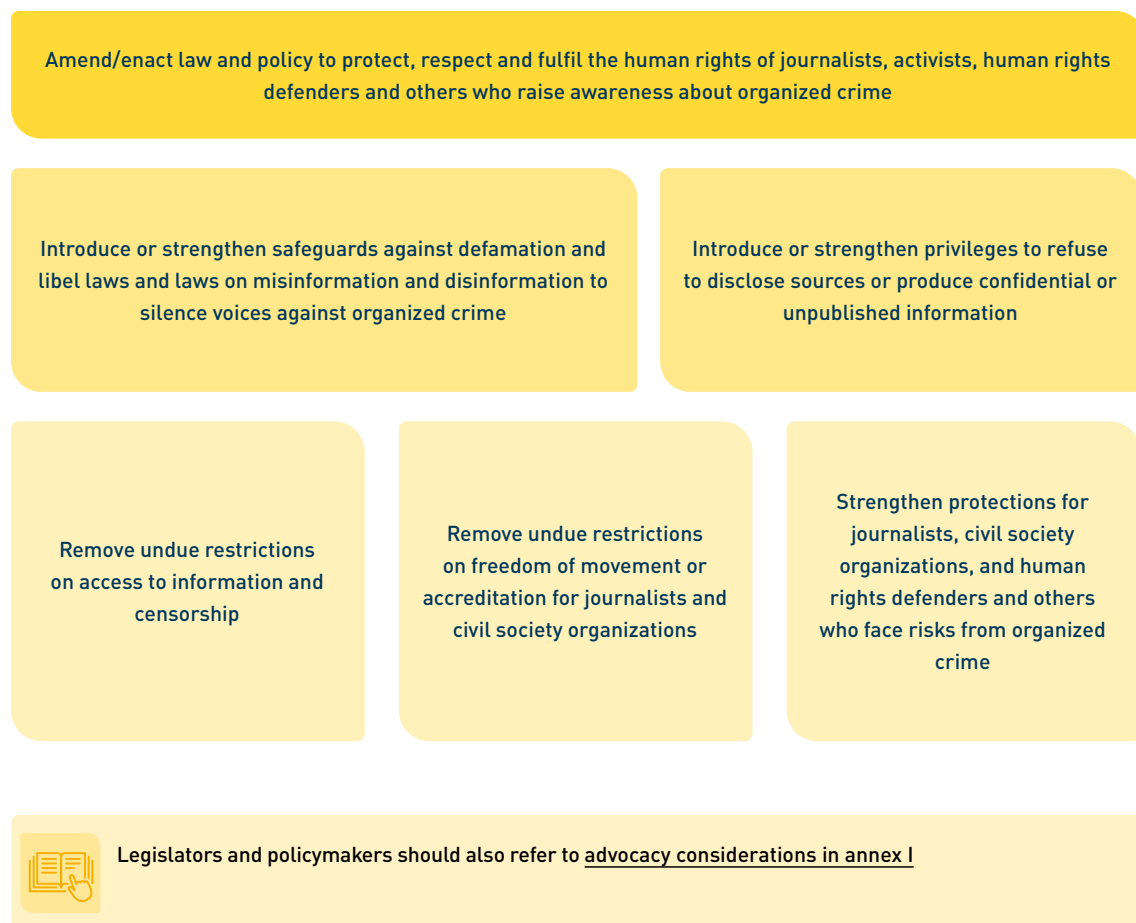 Amend/enact law and policy to protect, respect and fulfil the human rights of journalists, activists, human rights
defenders and others who raise awareness about organized crime
Introduce or strengthen safeguards against defamation and
libel laws and laws on misinformation and disinformation to
silence voices against organized crime
Introduce or strengthen privileges to refuse
to disclose sources or produce confidential or
unpublished information
Remove undue restrictions
on access to information and
censorship
Remove undue restrictions
on freedom of movement or
accreditation for journalists and
civil society organizations
Strengthen protections for
journalists, civil society
organizations, and human
rights defenders and others
who face risks from organized
crime
Legislators and policymakers should also refer to advocacy considerations in annex I